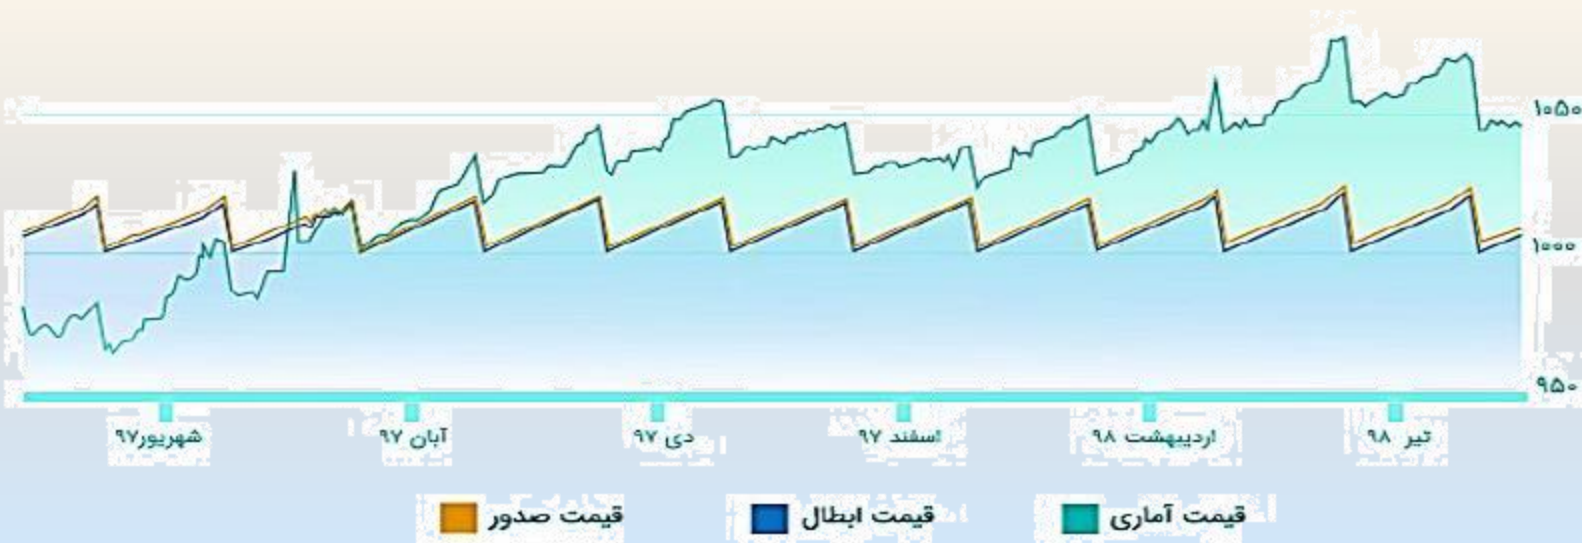 ۱۰۵۰
۱۰۰۰
۹۵۰
شهریور۹۷ آبان ۹۷ دی ۹۷ اسفند ۹۷ اردیبهشت ۹۸ تیر ۹۸
قیمت صدور قیمت ابطال قیمت آماری